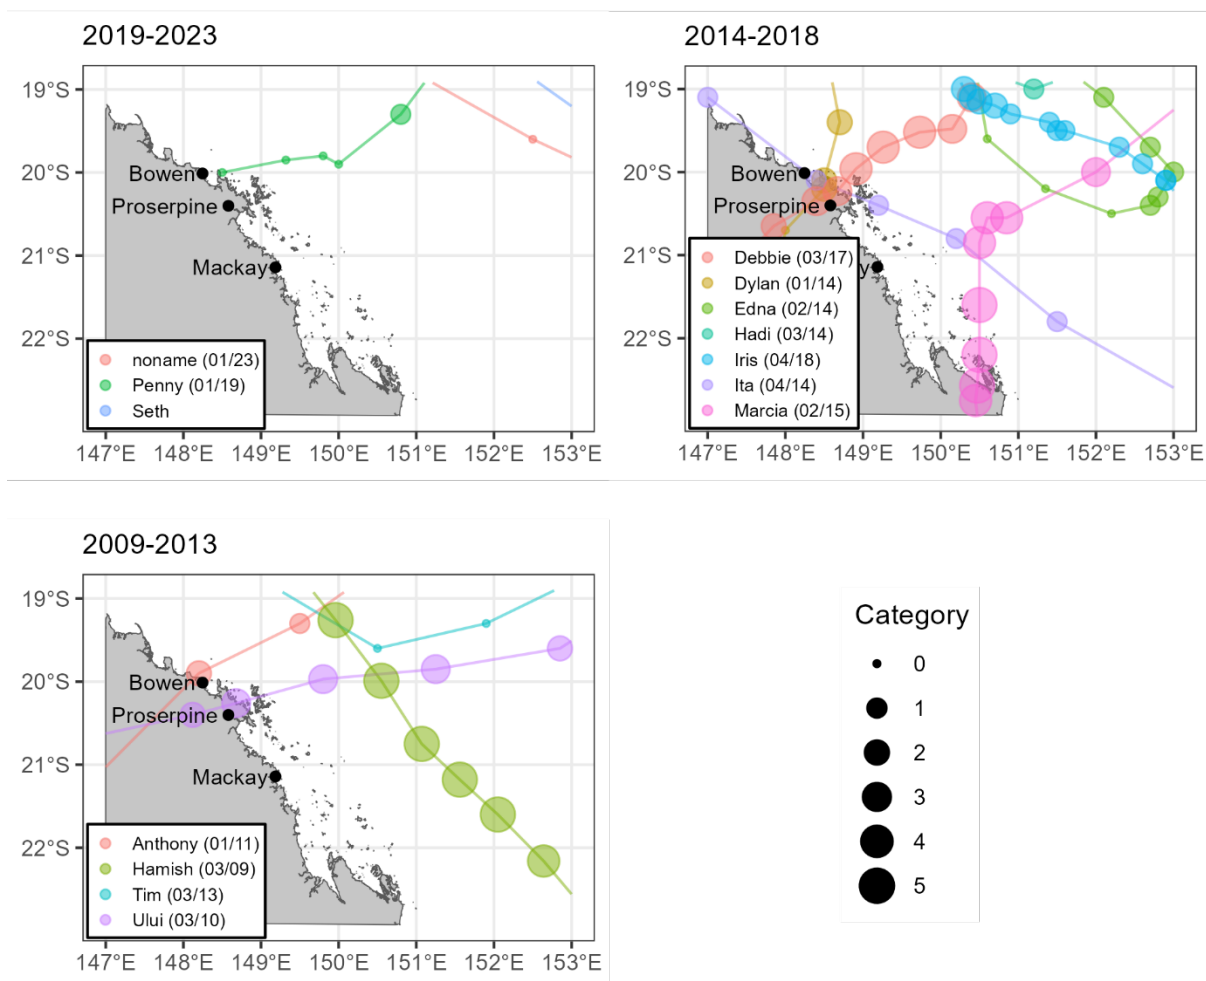 2019-2023
19°S
20°S
21°S
22°S
Bowen
Proserpine
Mackay
noname (01/23)
Penny (01/19)
Seth
147°E 148°E 149°E 150°E 151°E 152°E 153°E
2014-2018
19°S
20°S
21°S
22°S
Bowen
Proserpine
y
Debbie (03/17)
Dylan (01/14)
Edna (02/14)
Hadi (03/14)
Iris (04/18)
Ita (04/14)
Marcia (02/15)
147°E 148°E 149°E 150°E 151°E 152°E 153°E
2009-2013
19°S
20°S
21°S
22°S
Bowen
Proserpine
Mackay
Anthony (01/11)
Hamish (03/09)
Tim (03/13)
Ului (03/10)
147°E 148°E 149°E 150°E 151°E 152°E 153°E
Category
0
1
2
3
4
5